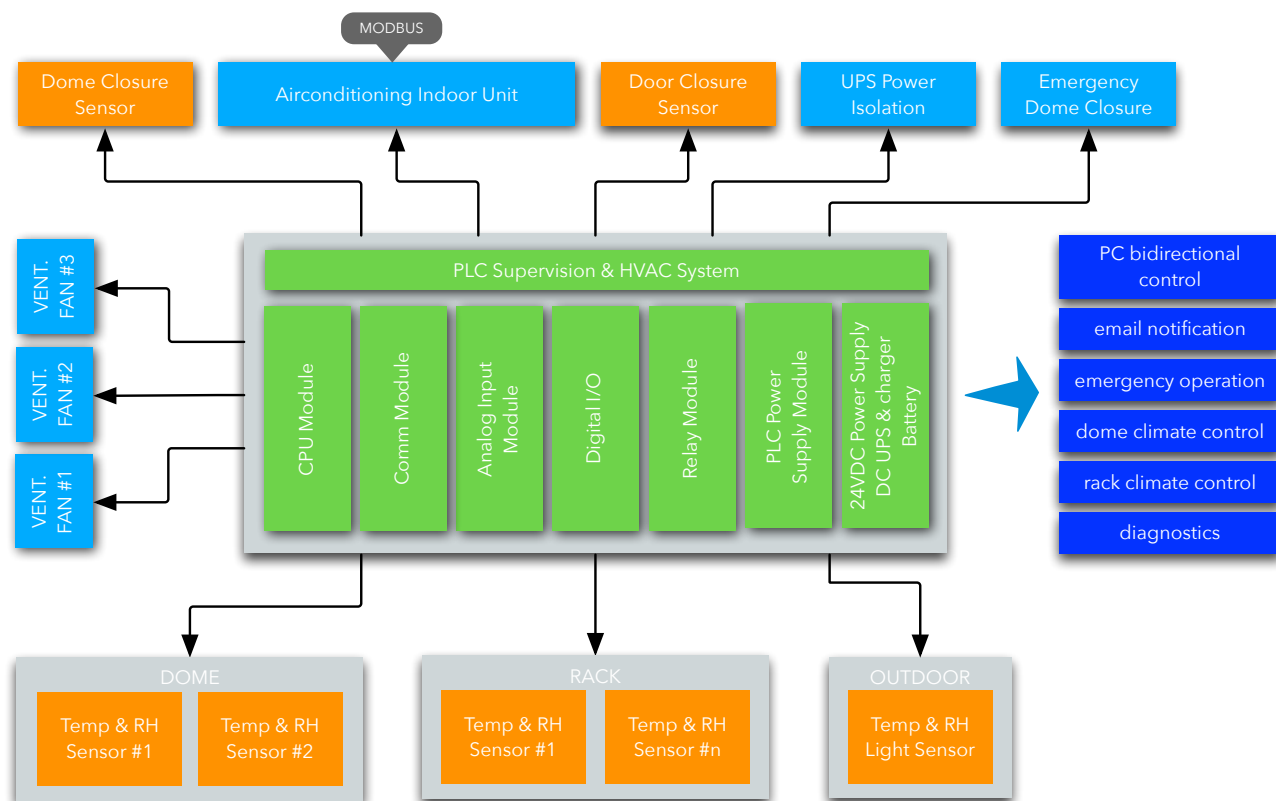 MODBUS
Dome Closure
Sensor
Airconditioning Indoor Unit
Door Closure
Sensor
UPS Power
Isolation
Emergency
Dome Closure
VENT.
FAN #3
VENT.
FAN #2
VENT.
FAN #1
PLC Supervision & HVAC System
CPU Module
Comm Module
Analog Input
Module
Digital I/O
Relay Module
PLC Power
Supply Module
24VDC Power Supply
DC UPS & charger
Battery
PC bidirectional
control
email notification
emergency operation
dome climate control
rack climate control
diagnostics
DOME
Temp & RH
Sensor #1
Temp & RH
Sensor #2
RACK
Temp & RH
Sensor #1
Temp & RH
Sensor #n
OUTDOOR
Temp & RH
Light Sensor